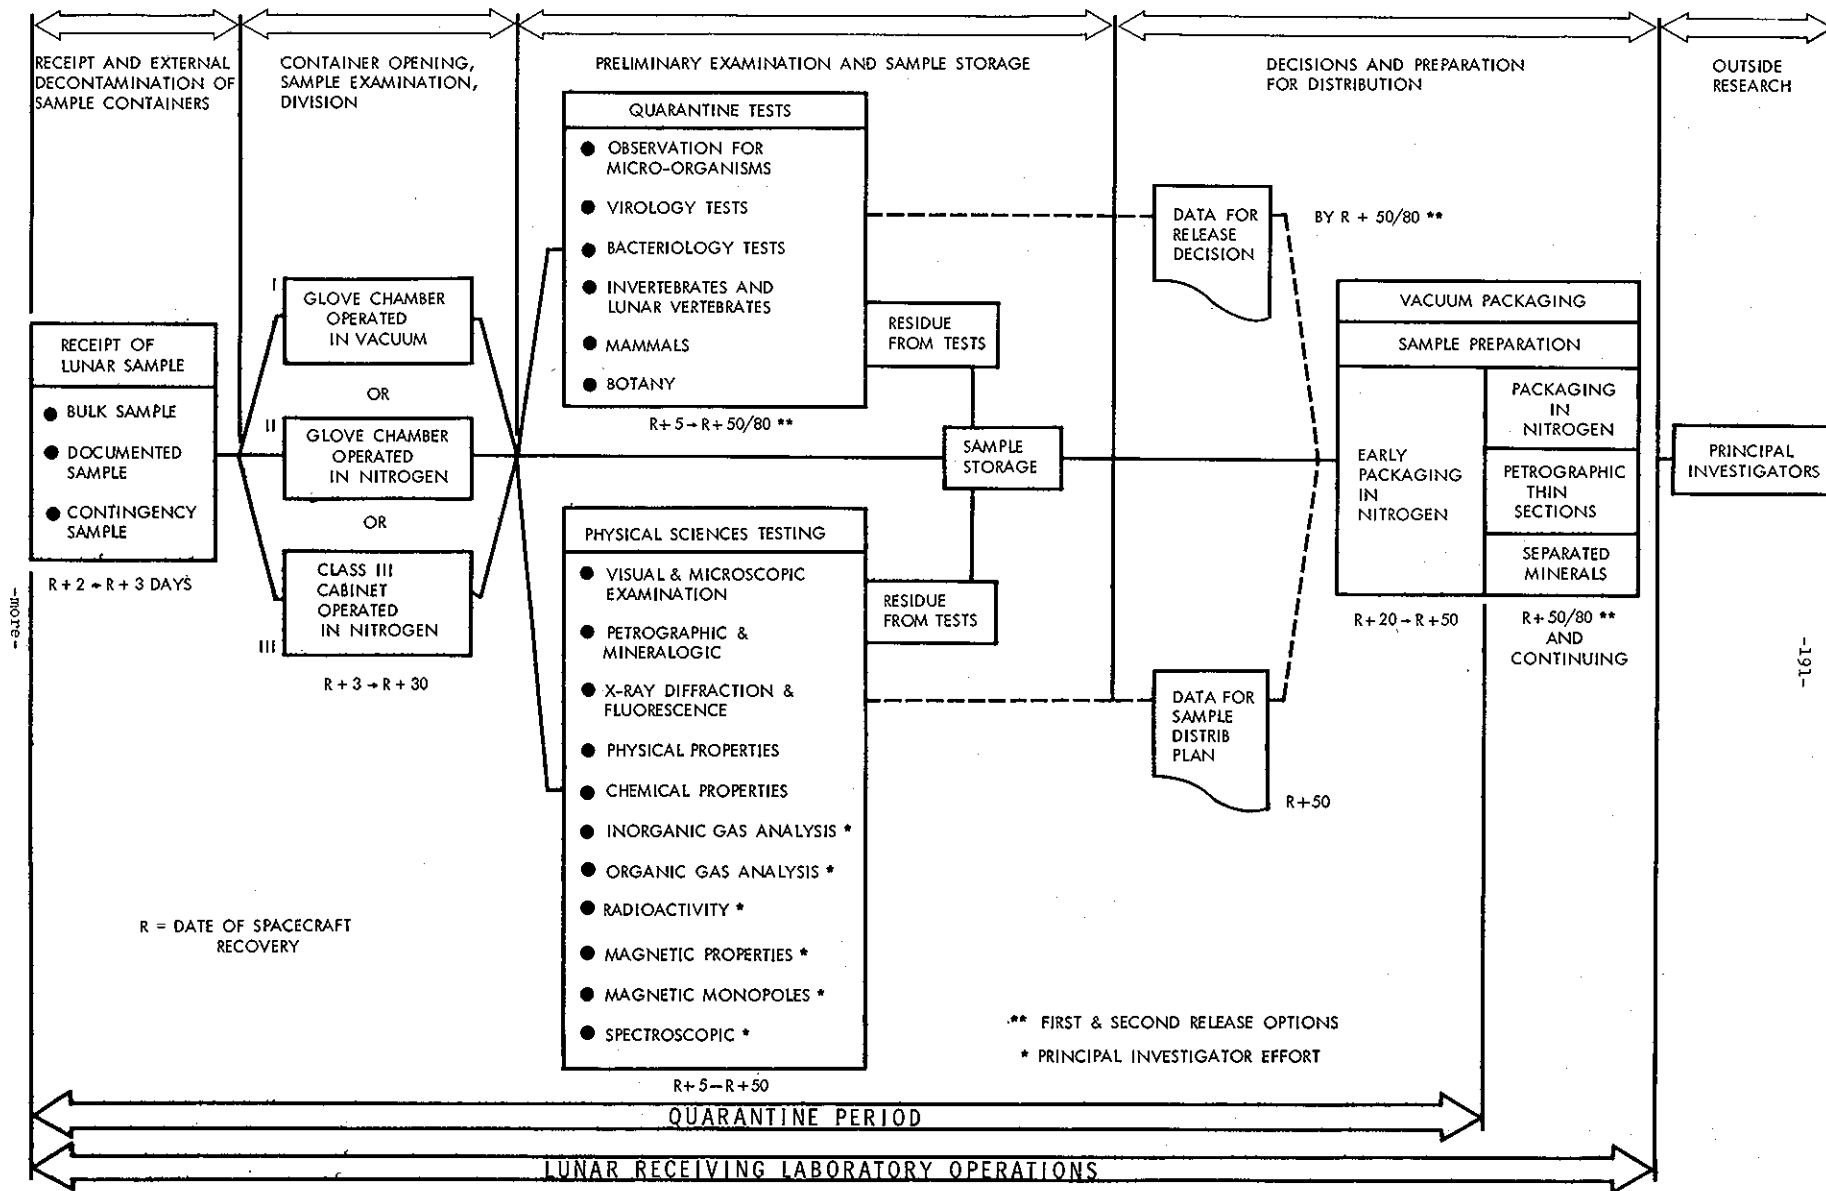 RECEIPT AND EXTERNAL
DECONTAMINATION OF
SAMPLE CONTAINERS
CONTAINER OPENING,
SAMPLE EXAMINATION,
DIVISION
PRELIMINARY EXAMINATION AND SAMPLE STORAGE
DECISIONS AND PREPARATION
FOR DISTRIBUTION
OUTSIDE
RESEARCH
RECEIPT OF
LUNAR SAMPLE
● BULK SAMPLE
● DOCUMENTED
SAMPLE
● CONTINGENCY
SAMPLE
R+2 → R+3 DAYS
I
GLOVE CHAMBER
OPERATED
IN VACUUM
OR
II
GLOVE CHAMBER
OPERATED
IN NITROGEN
OR
CLASS III
CABINET
OPERATED
IN NITROGEN
III
R+3 → R+30
QUARANTINE TESTS
● OBSERVATION FOR
MICRO-ORGANISMS
● VIROLOGY TESTS
● BACTERIOLOGY TESTS
● INVERTEBRATES AND
LUNAR VERTEBRATES
● MAMMALS
● BOTANY
R+5 → R+50/80 **
RESIDUE
FROM TESTS
SAMPLE
STORAGE
PHYSICAL SCIENCES TESTING
● VISUAL & MICROSCOPIC
EXAMINATION
● PETROGRAPHIC &
MINERALOGIC
● X-RAY DIFFRACTION &
FLUORESCENCE
● PHYSICAL PROPERTIES
● CHEMICAL PROPERTIES
● INORGANIC GAS ANALYSIS *
● ORGANIC GAS ANALYSIS *
● RADIOACTIVITY *
● MAGNETIC PROPERTIES *
● MAGNETIC MONOPOLES *
● SPECTROSCOPIC *
R+5—R+50
RESIDUE
FROM TESTS
DATA FOR
RELEASE
DECISION
BY R + 50/80 **
DATA FOR
SAMPLE
DISTRIB
PLAN
R+50
VACUUM PACKAGING
SAMPLE PREPARATION
EARLY
PACKAGING
IN
NITROGEN
PACKAGING
IN
NITROGEN
PETROGRAPHIC
THIN
SECTIONS
SEPARATED
MINERALS
R+20 → R+50
R+50/80 **
AND
CONTINUING
PRINCIPAL
INVESTIGATORS
R = DATE OF SPACECRAFT
RECOVERY
** FIRST & SECOND RELEASE OPTIONS
* PRINCIPAL INVESTIGATOR EFFORT
QUARANTINE PERIOD
LUNAR RECEIVING LABORATORY OPERATIONS
-more-
-191-